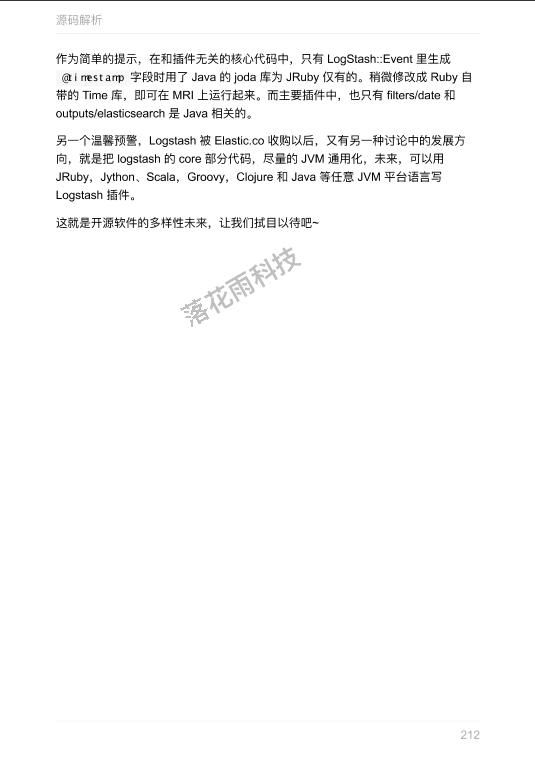 源码解析
作为简单的提示，在和插件无关的核心代码中，只有 LogStash::Event 里生成
@timestamp 字段时用了 Java 的 joda 库为 JRuby 仅有的。稍微修改成 Ruby 自
带的 Time 库，即可在 MRI 上运行起来。而主要插件中，也只有 filters/date 和
outputs/elasticsearch 是 Java 相关的。
另一个温馨预警，Logstash 被 Elastic.co 收购以后，又有另一种讨论中的发展方
向，就是把 logstash 的 core 部分代码，尽量的 JVM 通用化，未来，可以用
JRuby，Jython、Scala，Groovy，Clojure 和 Java 等任意 JVM 平台语言写
Logstash 插件。
这就是开源软件的多样性未来，让我们拭目以待吧~
落花雨科技
212